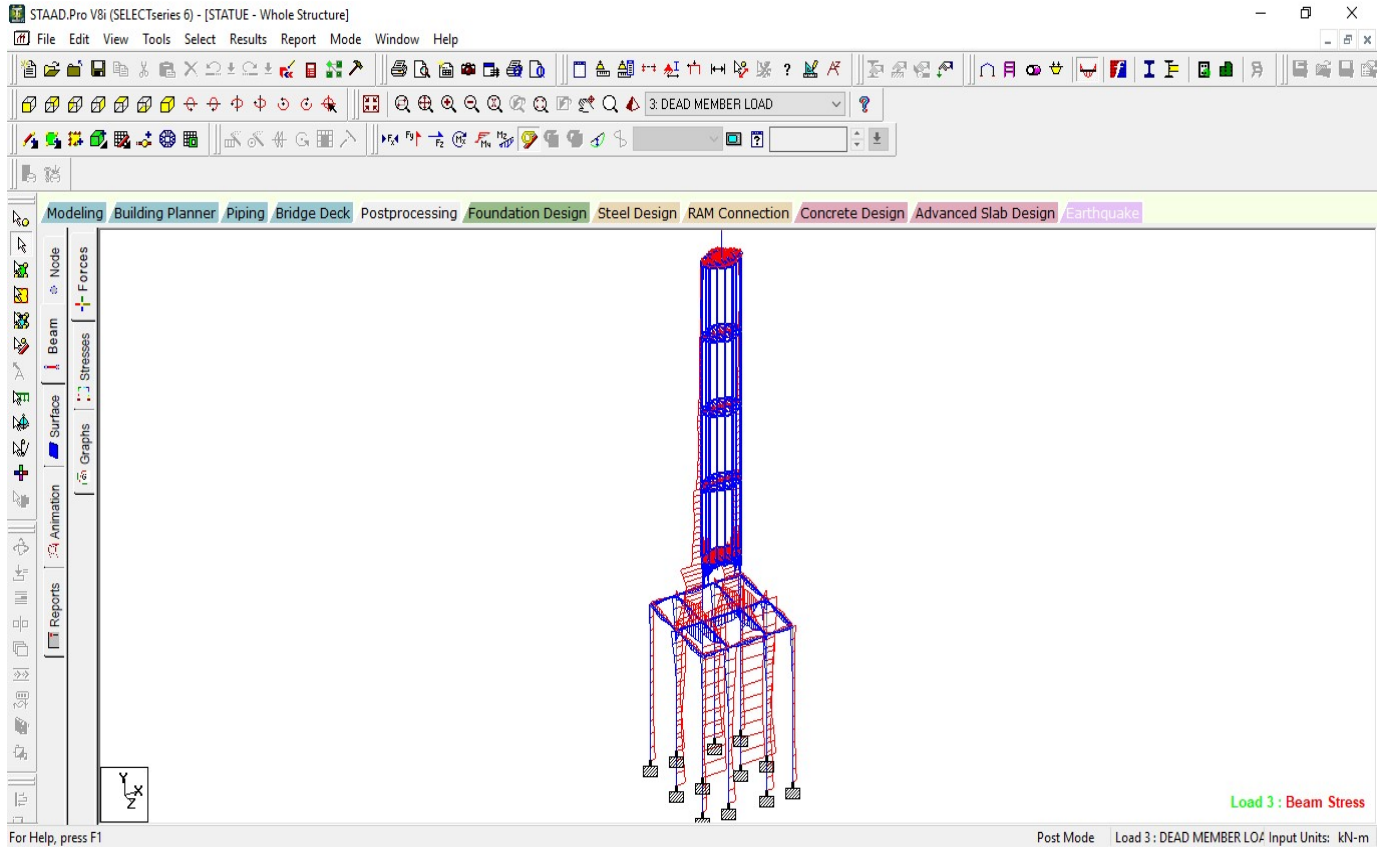 STAAD.Pro V8i (SELECTseries 6) - [STATUE - Whole Structure]
File Edit View Tools Select Results Report Mode Window Help
3: DEAD MEMBER LOAD
Modeling Building Planner Piping Bridge Deck Postprocessing Foundation Design Steel Design RAM Connection Concrete Design Advanced Slab Design Earthquake
Node
Beam
Surface
Animation
Reports
Forces
Stresses
Graphs
Y
X
Z
Load 3 : Beam Stress
For Help, press F1
Post Mode Load 3 : DEAD MEMBER LOA Input Units: kN-m